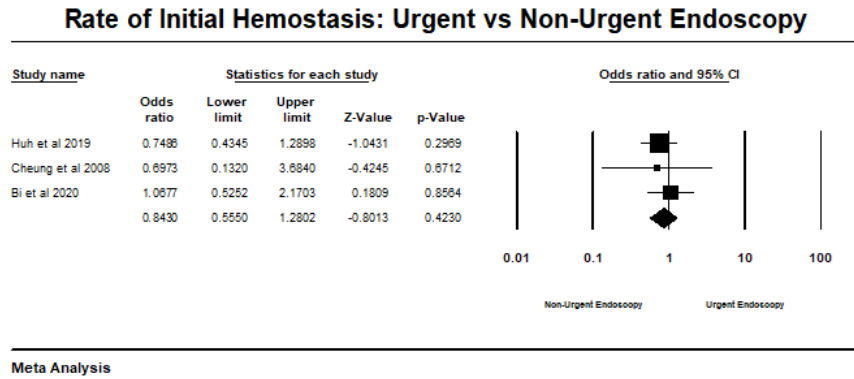 Rate of Initial Hemostasis: Urgent vs Non-Urgent Endoscopy
Study name Statistics for each study Odds ratio and 95% CI
Odds ratio Lower limit Upper limit Z-Value p-Value
Huh et al 2019 0.7486 0.4345 1.2898 -1.0431 0.2969
Cheung et al 2008 0.6973 0.1320 3.6840 -0.4245 0.6712
Bi et al 2020 1.0677 0.5252 2.1703 0.1809 0.8564
0.8430 0.5550 1.2802 -0.8013 0.4230
0.01 0.1 1 10 100
Non-Urgent Endoscopy Urgent Endoscopy
Meta Analysis